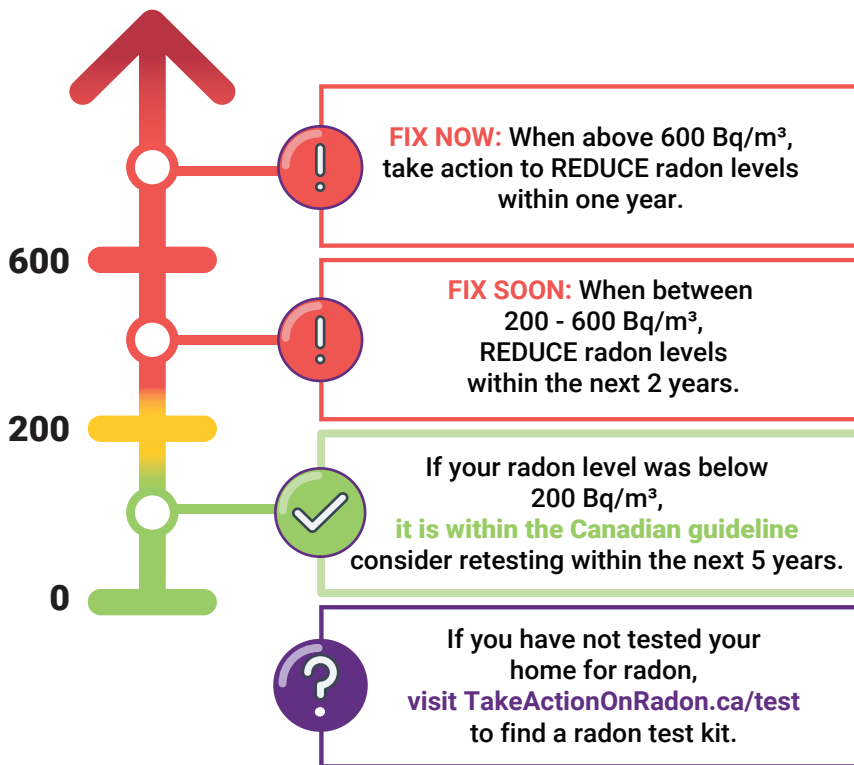 FIX NOW: When above 600 Bq/m³,
take action to REDUCE radon levels
within one year.
600
FIX SOON: When between
200 - 600 Bq/m³,
REDUCE radon levels
within the next 2 years.
200
If your radon level was below
200 Bq/m³,
it is within the Canadian guideline
consider retesting within the next 5 years.
0
If you have not tested your
home for radon,
visit TakeActionOnRadon.ca/test
to find a radon test kit.